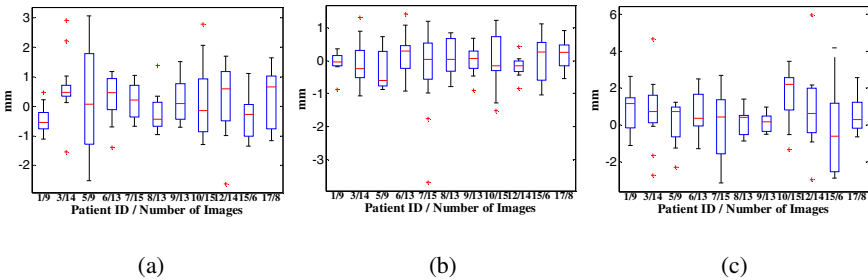 3
2
1
0
-1
-2
mm
1/9 3/14 5/9 6/13 7/15 8/13 9/13 10/15 12/14 15/6 17/8
Patient ID / Number of Images
(a)
1
0
-1
-3
mm
1/9 3/14 5/9 6/13 7/15 8/13 9/13 10/15 12/14 15/6 17/8
Patient ID / Number of Images
(b)
6
4
2
0
-2
mm
1/9 3/14 5/9 6/13 7/15 8/13 9/13 10/15 12/14 15/6 17/8
Patient ID / Number of Images
(c)